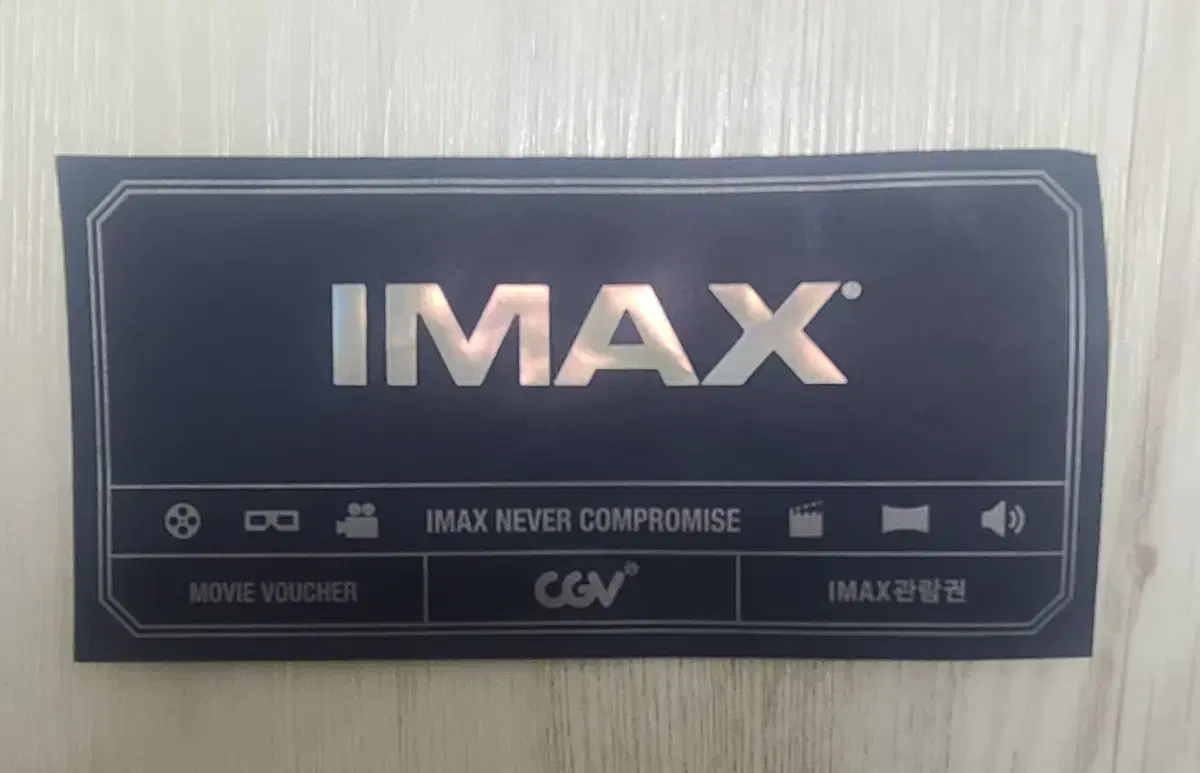 IMAX
IMAX NEVER COMPROMISE
MOVIE VOUCHER
CGV
IMAX관람권